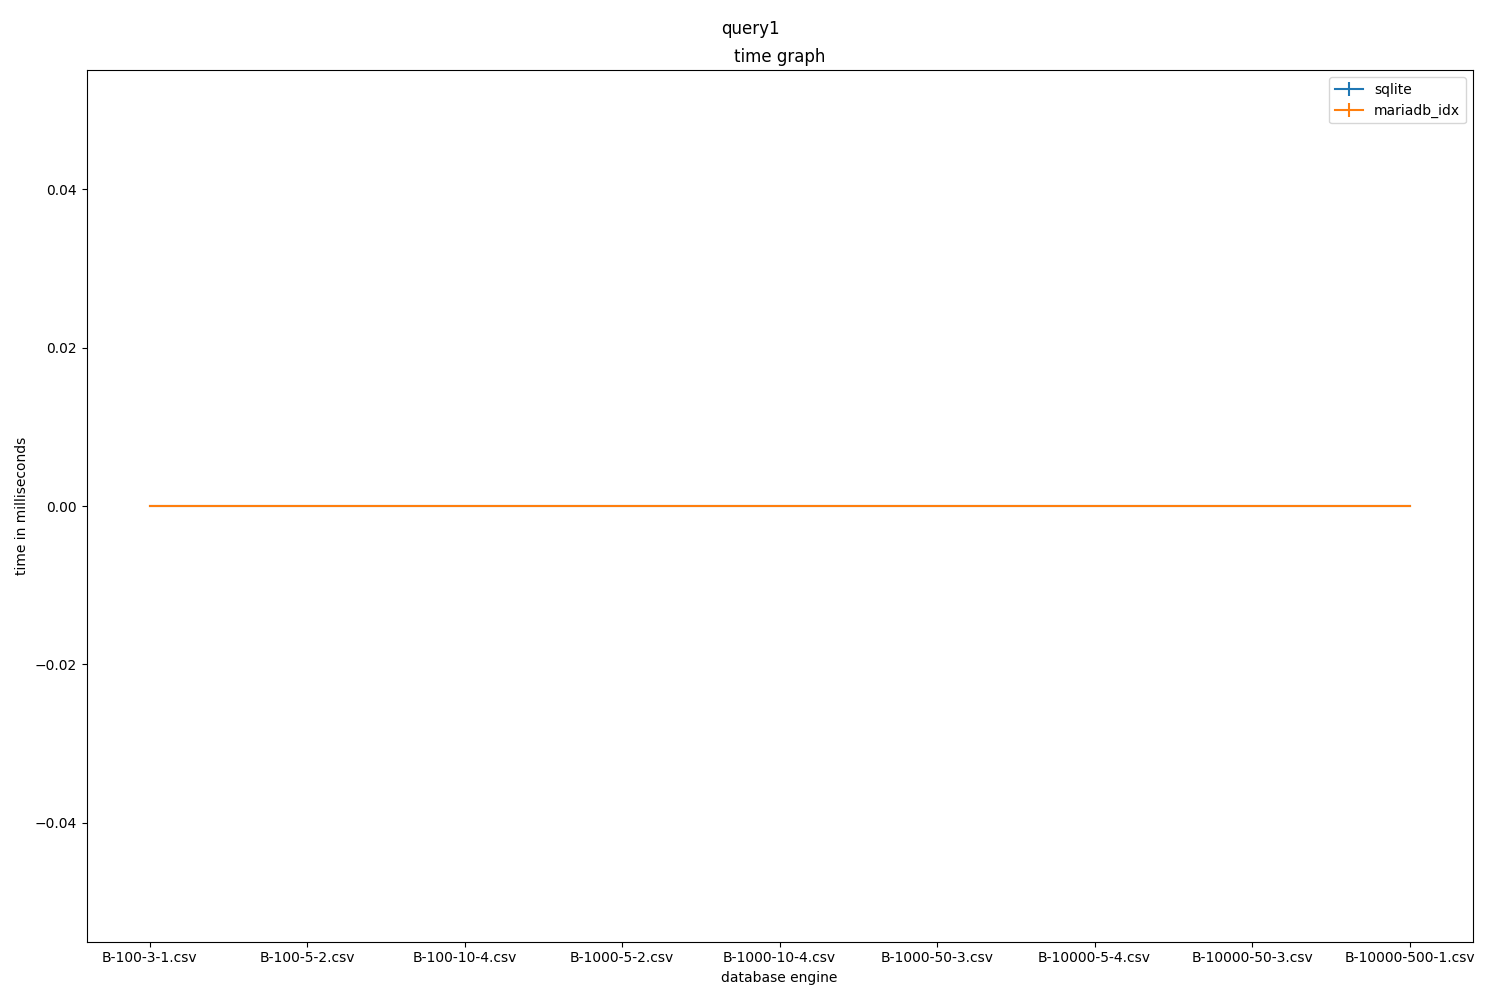 query1
time graph
sqlite
mariadb_idx
0.04
0.02
0.00
−0.02
−0.04
time in milliseconds
B-100-3-1.csv B-100-5-2.csv B-100-10-4.csv B-1000-5-2.csv B-1000-10-4.csv B-1000-50-3.csv B-10000-5-4.csv B-10000-50-3.csv B-10000-500-1.csv
database engine